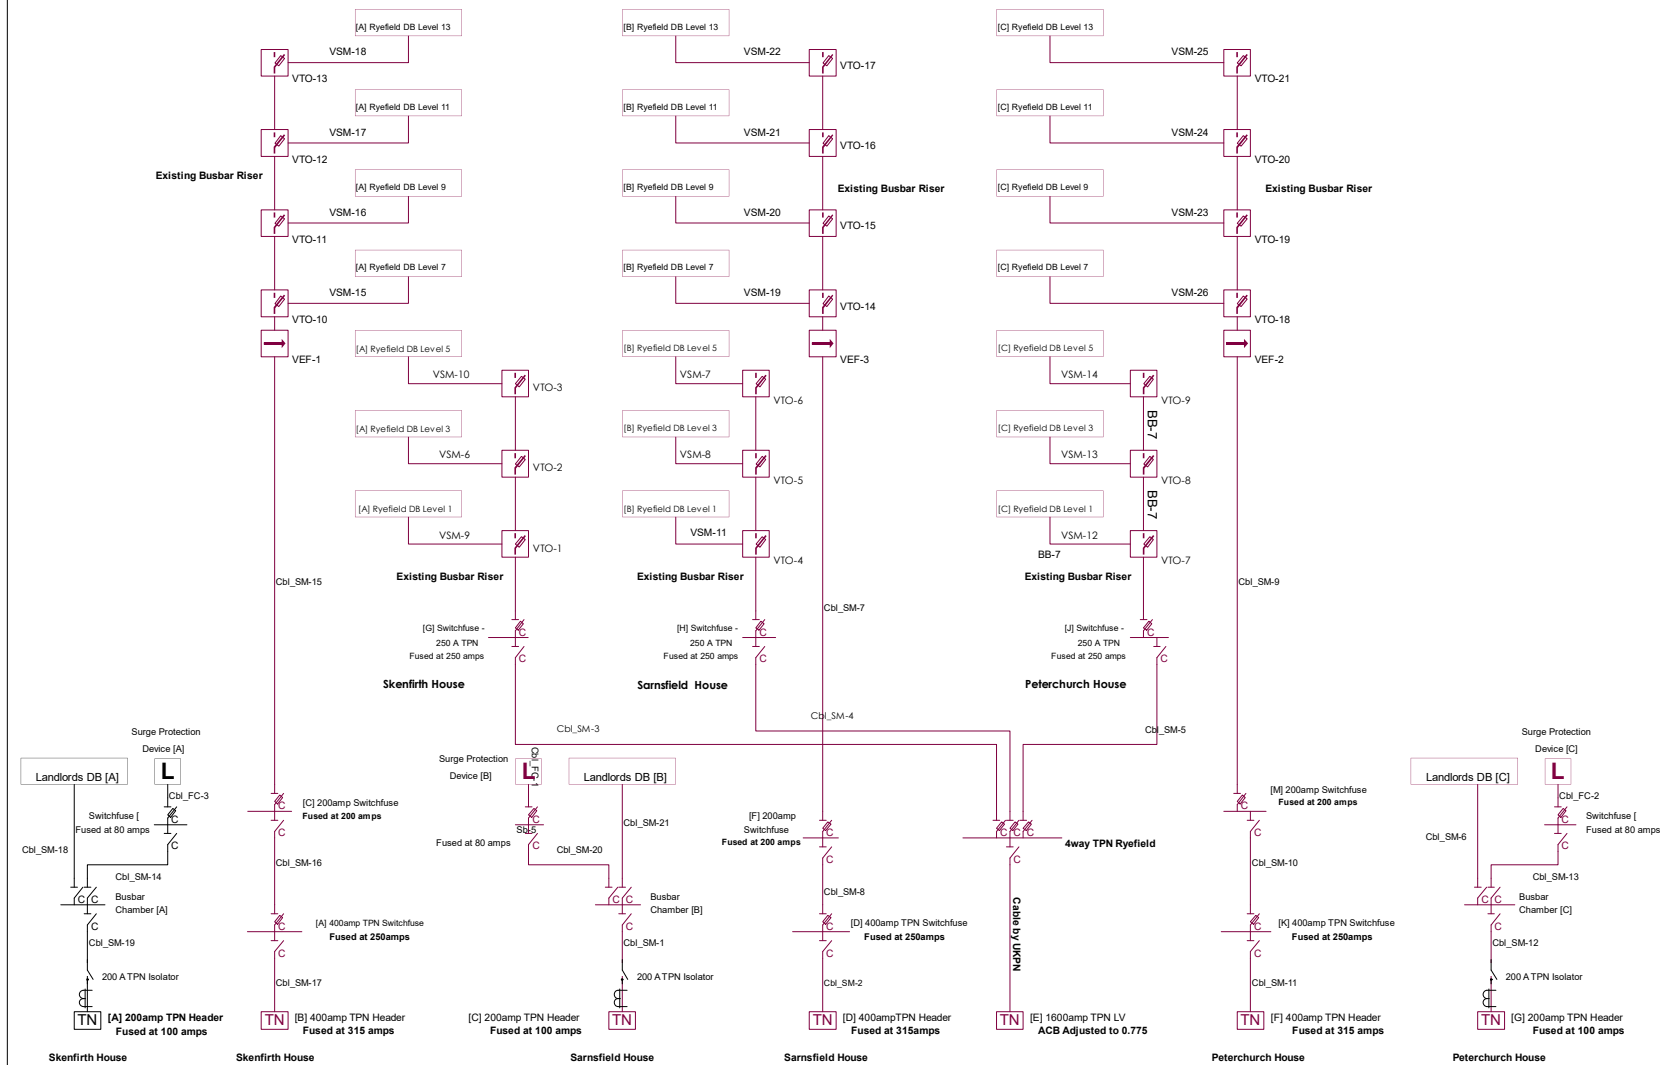 [A] Ryefield DB Level 13
VSM-18
VTO-13
[A] Ryefield DB Level 11
VSM-17
VTO-12
Existing Busbar Riser
[A] Ryefield DB Level 9
VSM-16
VTO-11
[A] Ryefield DB Level 7
VSM-15
VTO-10
VEF-1
[B] Ryefield DB Level 13
VSM-22
VTO-17
[B] Ryefield DB Level 11
VSM-21
VTO-16
Existing Busbar Riser
[B] Ryefield DB Level 9
VSM-20
VTO-15
[B] Ryefield DB Level 7
VSM-19
VTO-14
VEF-3
[C] Ryefield DB Level 13
VSM-25
VTO-21
[C] Ryefield DB Level 11
VSM-24
VTO-20
Existing Busbar Riser
[C] Ryefield DB Level 9
VSM-23
VTO-19
[C] Ryefield DB Level 7
VSM-26
VTO-18
VEF-2
[A] Ryefield DB Level 5
VSM-10
VTO-3
[A] Ryefield DB Level 3
VSM-6
VTO-2
[A] Ryefield DB Level 1
VSM-9
VTO-1
Existing Busbar Riser
[B] Ryefield DB Level 5
VSM-7
VTO-6
[B] Ryefield DB Level 3
VSM-8
VTO-5
[B] Ryefield DB Level 1
VSM-11
VTO-4
Existing Busbar Riser
[C] Ryefield DB Level 5
VSM-14
VTO-9
BB-7
[C] Ryefield DB Level 3
VSM-13
VTO-8
BB-7
[C] Ryefield DB Level 1
VSM-12
BB-7
VTO-7
Existing Busbar Riser
Cbl_SM-15
Cbl_SM-7
Cbl_SM-9
[G] Switchfuse -
250 A TPN
Fused at 250 amps
C
C
Skenfirth House
[H] Switchfuse -
250 A TPN
Fused at 250 amps
C
C
Sarnsfield House
[J] Switchfuse -
250 A TPN
Fused at 250 amps
C
C
Peterchurch House
Cbl_SM-3
Cbl_SM-4
Cbl_SM-5
Surge Protection
Device [A]
L
Landlords DB [A]
Cbl_FC-3
Switchfuse [
Fused at 80 amps
C
C
Cbl_SM-18
Cbl_SM-14
C
C
Busbar
Chamber [A]
C
Cbl_SM-19
200 A TPN Isolator
TN
[A] 200amp TPN Header
Fused at 100 amps
Skenfirth House
[C] 200amp Switchfuse
Fused at 200 amps
C
C
Cbl_SM-16
[A] 400amp TPN Switchfuse
Fused at 250amps
C
C
Cbl_SM-17
TN
[B] 400amp TPN Header
Fused at 315 amps
Skenfirth House
Surge Protection
Device [B]
L
Cbl_FC-1
Landlords DB [B]
C
Sb-5
Fused at 80 amps
C
Cbl_SM-21
Cbl_SM-20
C
C
Busbar
Chamber [B]
C
Cbl_SM-1
200 A TPN Isolator
TN
[C] 200amp TPN Header
Fused at 100 amps
Sarnsfield House
[F] 200amp
Switchfuse
Fused at 200 amps
C
C
Cbl_SM-8
[D] 400amp TPN Switchfuse
Fused at 250amps
C
C
Cbl_SM-2
TN
[D] 400ampTPN Header
Fused at 315amps
Sarnsfield House
C
C
C
4way TPN Ryefield
C
Cable by UKPN
TN
[E] 1600amp TPN LV
ACB Adjusted to 0.775
[M] 200amp Switchfuse
Fused at 200 amps
C
C
Cbl_SM-10
[K] 400amp TPN Switchfuse
Fused at 250amps
C
C
Cbl_SM-11
TN
[F] 400amp TPN Header
Fused at 315 amps
Peterchurch House
Surge Protection
Device [C]
L
Landlords DB [C]
Cbl_FC-2
Switchfuse [
Fused at 80 amps
C
C
Cbl_SM-6
Cbl_SM-13
C
C
Busbar
Chamber [C]
C
Cbl_SM-12
200 A TPN Isolator
TN
[G] 200amp TPN Header
Fused at 100 amps
Peterchurch House